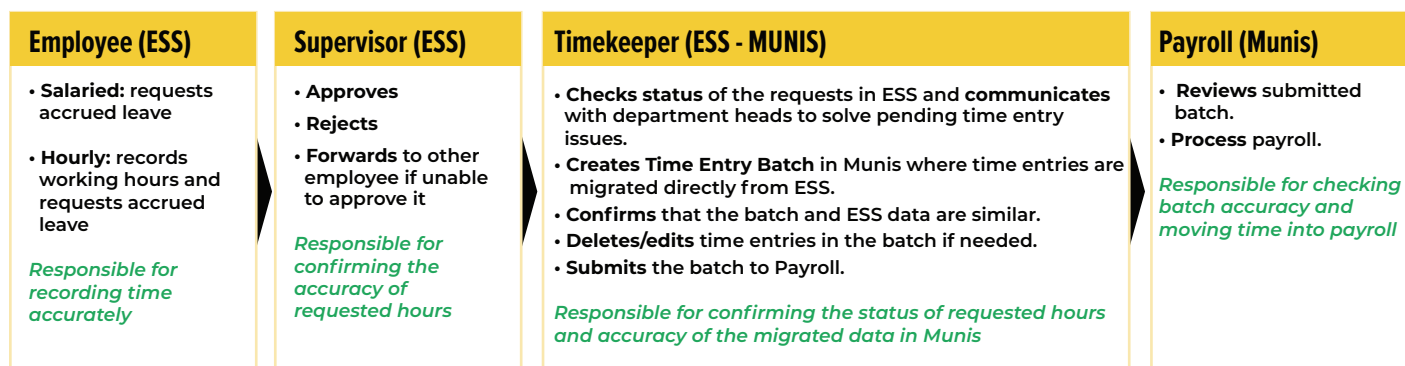 Employee (ESS)
• Salaried: requests
accrued leave
• Hourly: records
working hours and
requests accrued
leave
Responsible for
recording time
accurately
Supervisor (ESS)
• Approves
• Rejects
• Forwards to other
employee if unable
to approve it
Responsible for
confirming the
accuracy of
requested hours
Timekeeper (ESS - MUNIS)
• Checks status of the requests in ESS and communicates
with department heads to solve pending time entry
issues.
• Creates Time Entry Batch in Munis where time entries are
migrated directly from ESS.
• Confirms that the batch and ESS data are similar.
• Deletes/edits time entries in the batch if needed.
• Submits the batch to Payroll.
Responsible for confirming the status of requested hours
and accuracy of the migrated data in Munis
Payroll (Munis)
• Reviews submitted
batch.
• Process payroll.
Responsible for checking
batch accuracy and
moving time into payroll